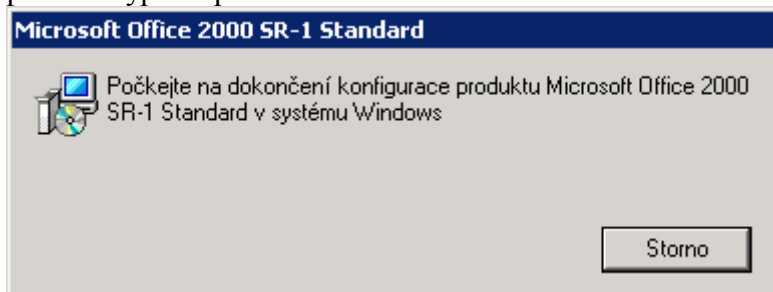 Microsoft Office 2000 SR-1 Standard
Počkejte na dokončení konfigurace produktu Microsoft Office 2000
SR-1 Standard v systému Windows
Storno